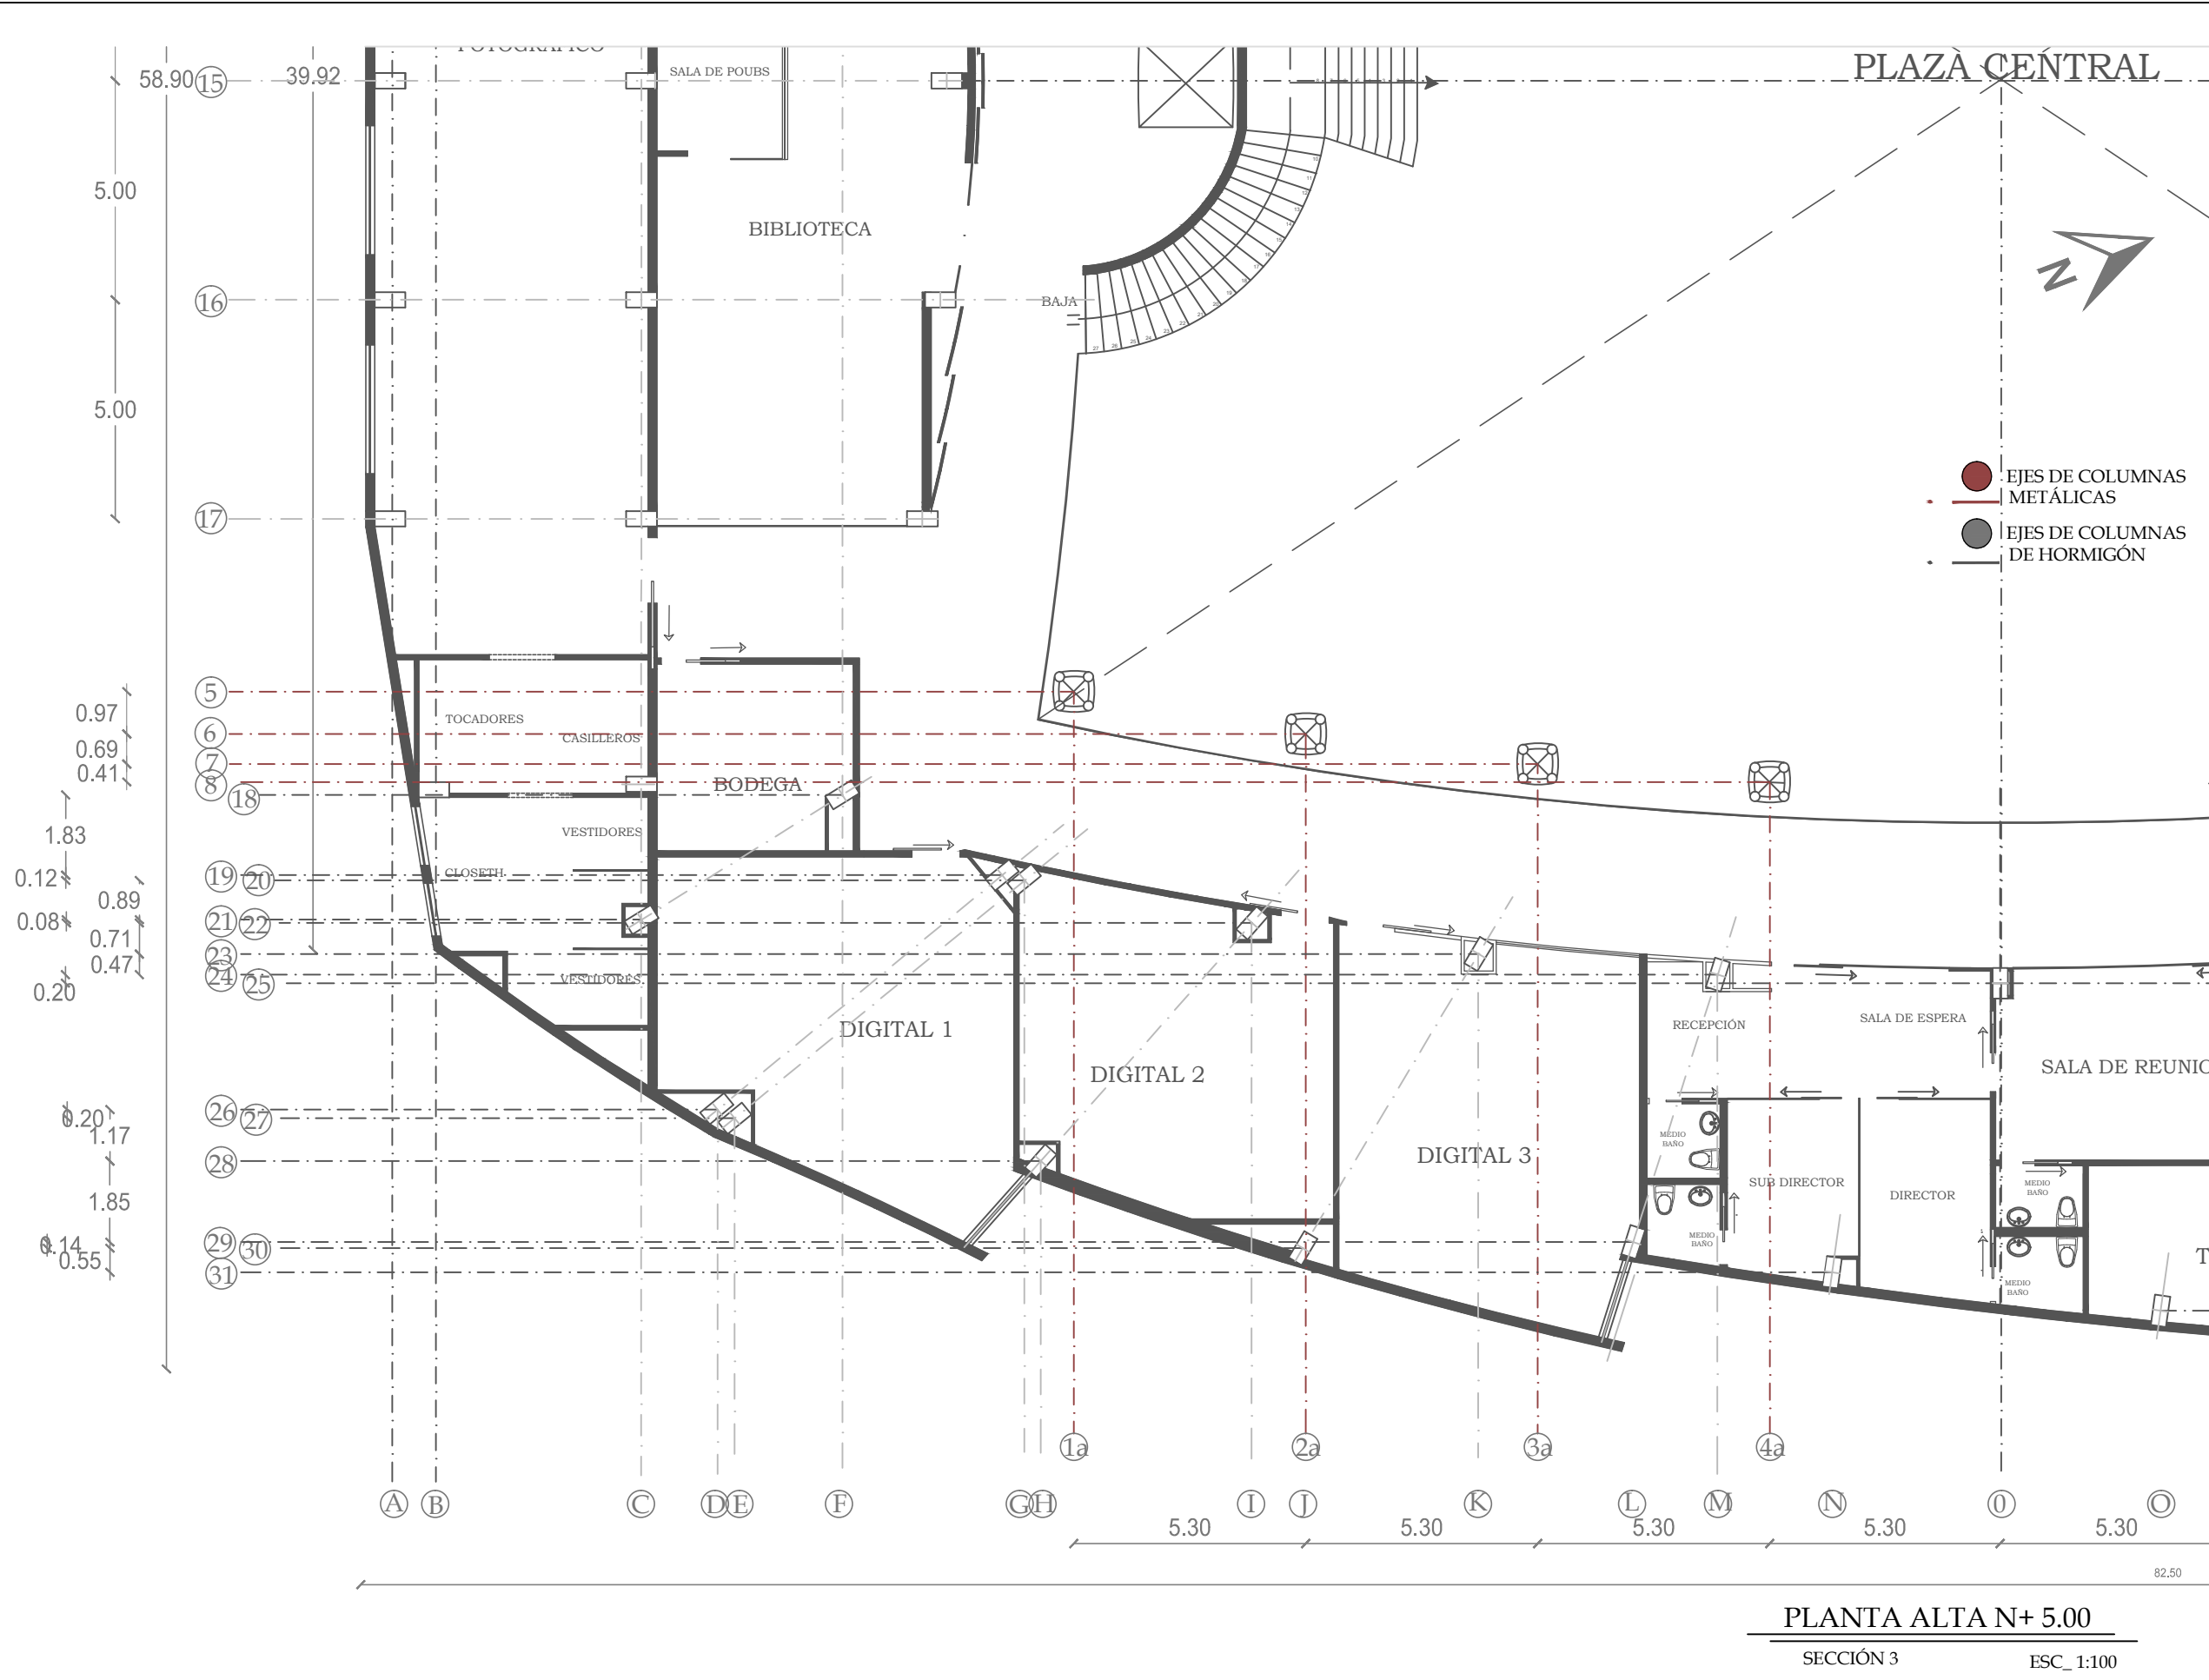 PLAZA CENTRAL
SALA DE POUBS
58.90
15
39.92
5.00
BIBLIOTECA
16
BAJA
5.00
EJES DE COLUMNAS
METÁLICAS
17
EJES DE COLUMNAS
DE HORMIGÓN
N
5
0.97
TOCADORES
6
CASILLEROS
0.69
7
0.41
8
BODEGA
18
1.83
VESTIDORES
0.12
19
20
CLOSETH
0.89
0.08
21
22
0.71
23
0.47
24
25
VESTIDORES
0.20
DIGITAL 1
RECEPCIÓN
SALA DE ESPERA
DIGITAL 2
SALA DE REUNIO
26
27
0.20
1.17
MEDIO
BAÑO
DIGITAL 3
28
SUB DIRECTOR
DIRECTOR
MEDIO
BAÑO
1.85
MEDIO
BAÑO
29
30
0.14
0.55
31
T
MEDIO
BAÑO
1a
2a
3a
4a
A
B
C
D
E
F
G
H
I
J
K
L
M
N
0
O
5.30
5.30
5.30
5.30
5.30
82.50
PLANTA ALTA N+ 5.00
SECCIÓN 3
ESC_ 1:100